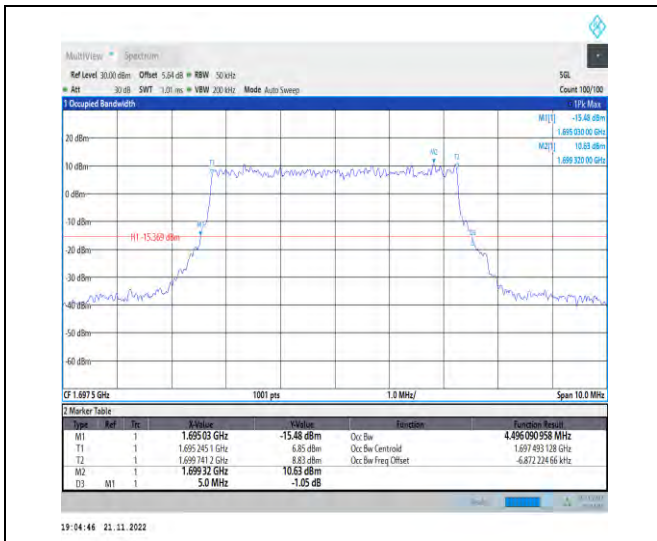 MultiView Spectrum
Ref Level 30.00 dBm Offset 5.64 dB RBW 50 kHz SGL
Att 30 dB SWT 1.01 ms VBW 200 kHz Mode Auto Sweep Count 100/100
1 Occupied Bandwidth 1Pk Max
M1[1] -15.48 dBm
1.695 030 00 GHz
M2[1] 10.63 dBm
1.699 320 00 GHz
20 dBm
M2
T1 T2
10 dBm
0 dBm
-10 dBm
M1
H1 -15.369 dBm D3
-20 dBm
-30 dBm
-40 dBm
-50 dBm
-60 dBm
CF 1.697 5 GHz 1001 pts 1.0 MHz/ Span 10.0 MHz
2 Marker Table
Type Ref Trc X-Value Y-Value Function Function Result
M1 1 1.695 03 GHz -15.48 dBm Occ Bw 4.496 090 958 MHz
T1 1 1.695 245 1 GHz 6.85 dBm Occ Bw Centroid 1.697 493 128 GHz
T2 1 1.699 741 2 GHz 8.83 dBm Occ Bw Freq Offset -6.872 224 66 kHz
M2 1 1.699 32 GHz 10.63 dBm
D3 M1 1 5.0 MHz -1.05 dB
19:04:46 21.11.2022